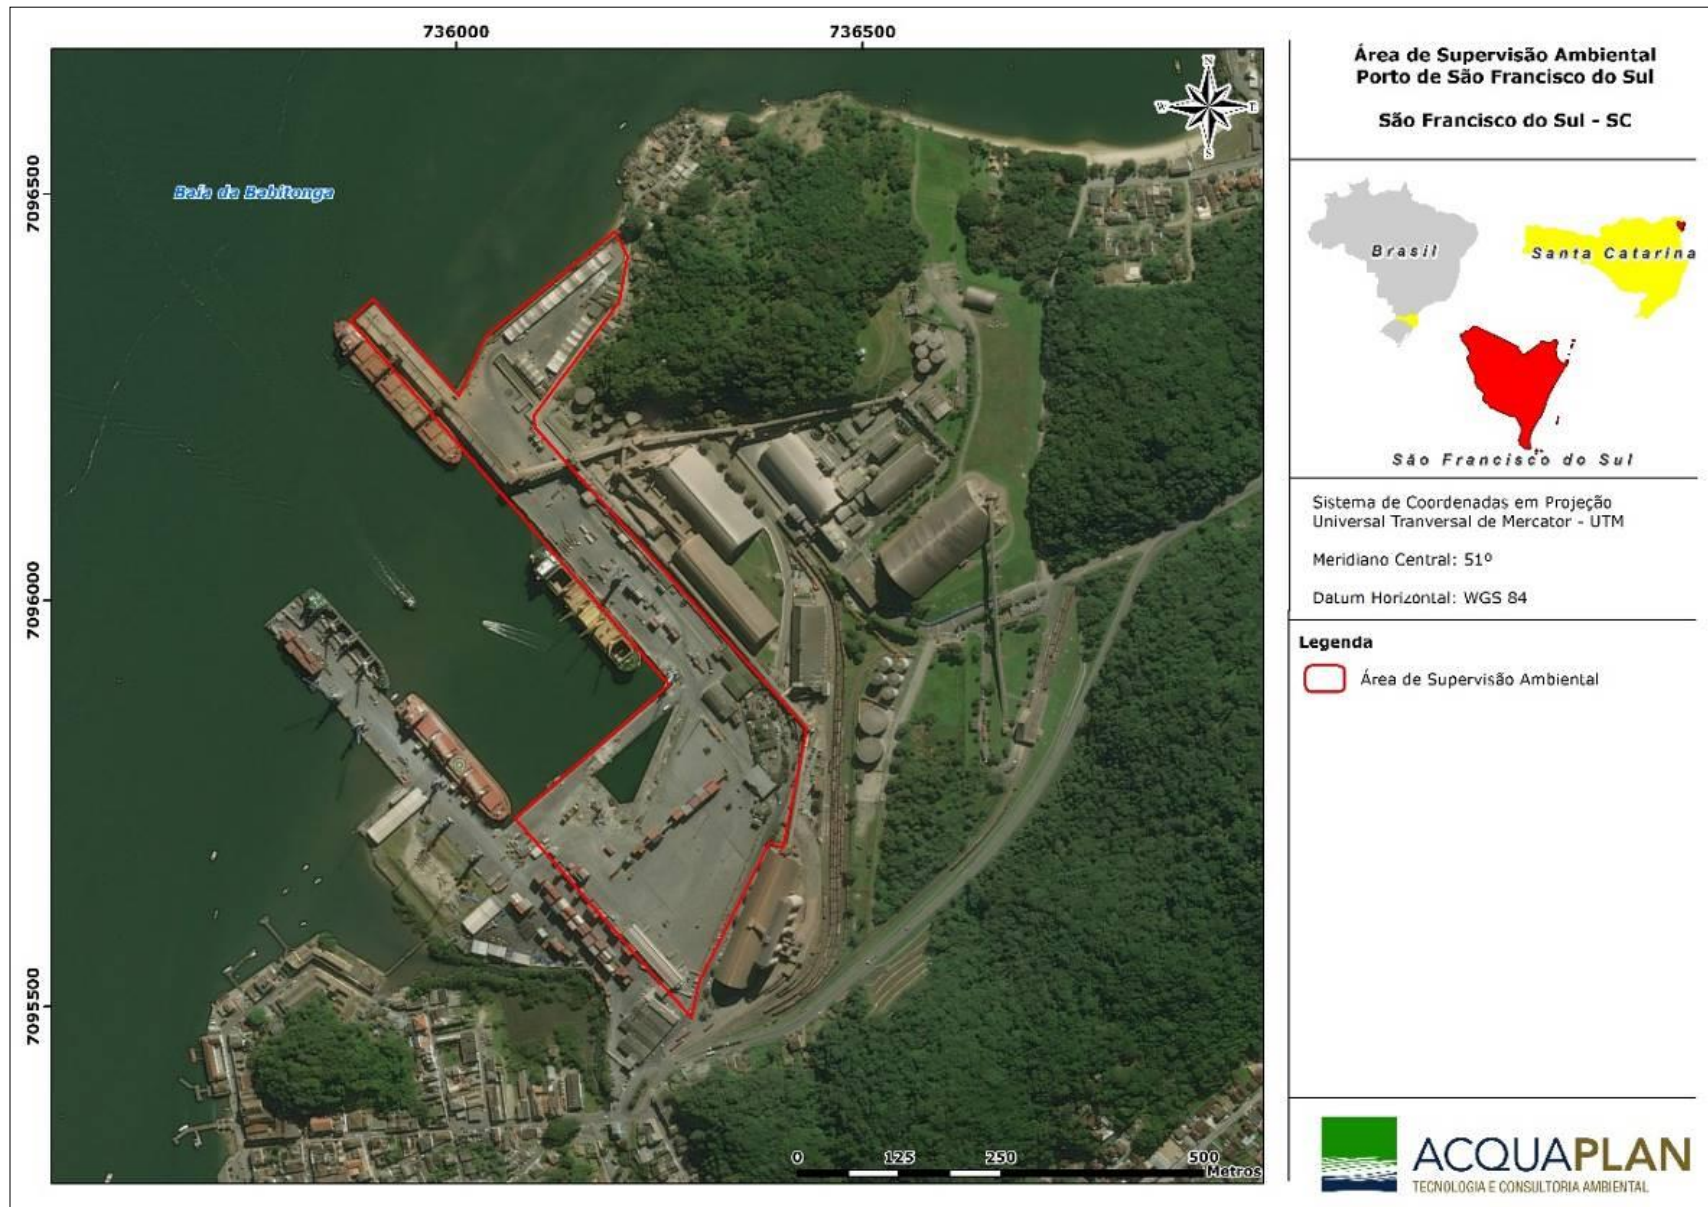 736000
736500
7096500
7096000
7095500
Baía da Babitonga
N
W
E
S
0
125
250
500
Metros
Área de Supervisão Ambiental
Porto de São Francisco do Sul
São Francisco do Sul - SC
Brasil
Santa Catarina
São Francisco do Sul
Sistema de Coordenadas em Projeção
Universal Tranversal de Mercator - UTM
Meridiano Central: 51º
Datum Horizontal: WGS 84
Legenda
Área de Supervisão Ambiental
ACQUAPLAN
TECNOLOGIA E CONSULTORIA AMBIENTAL